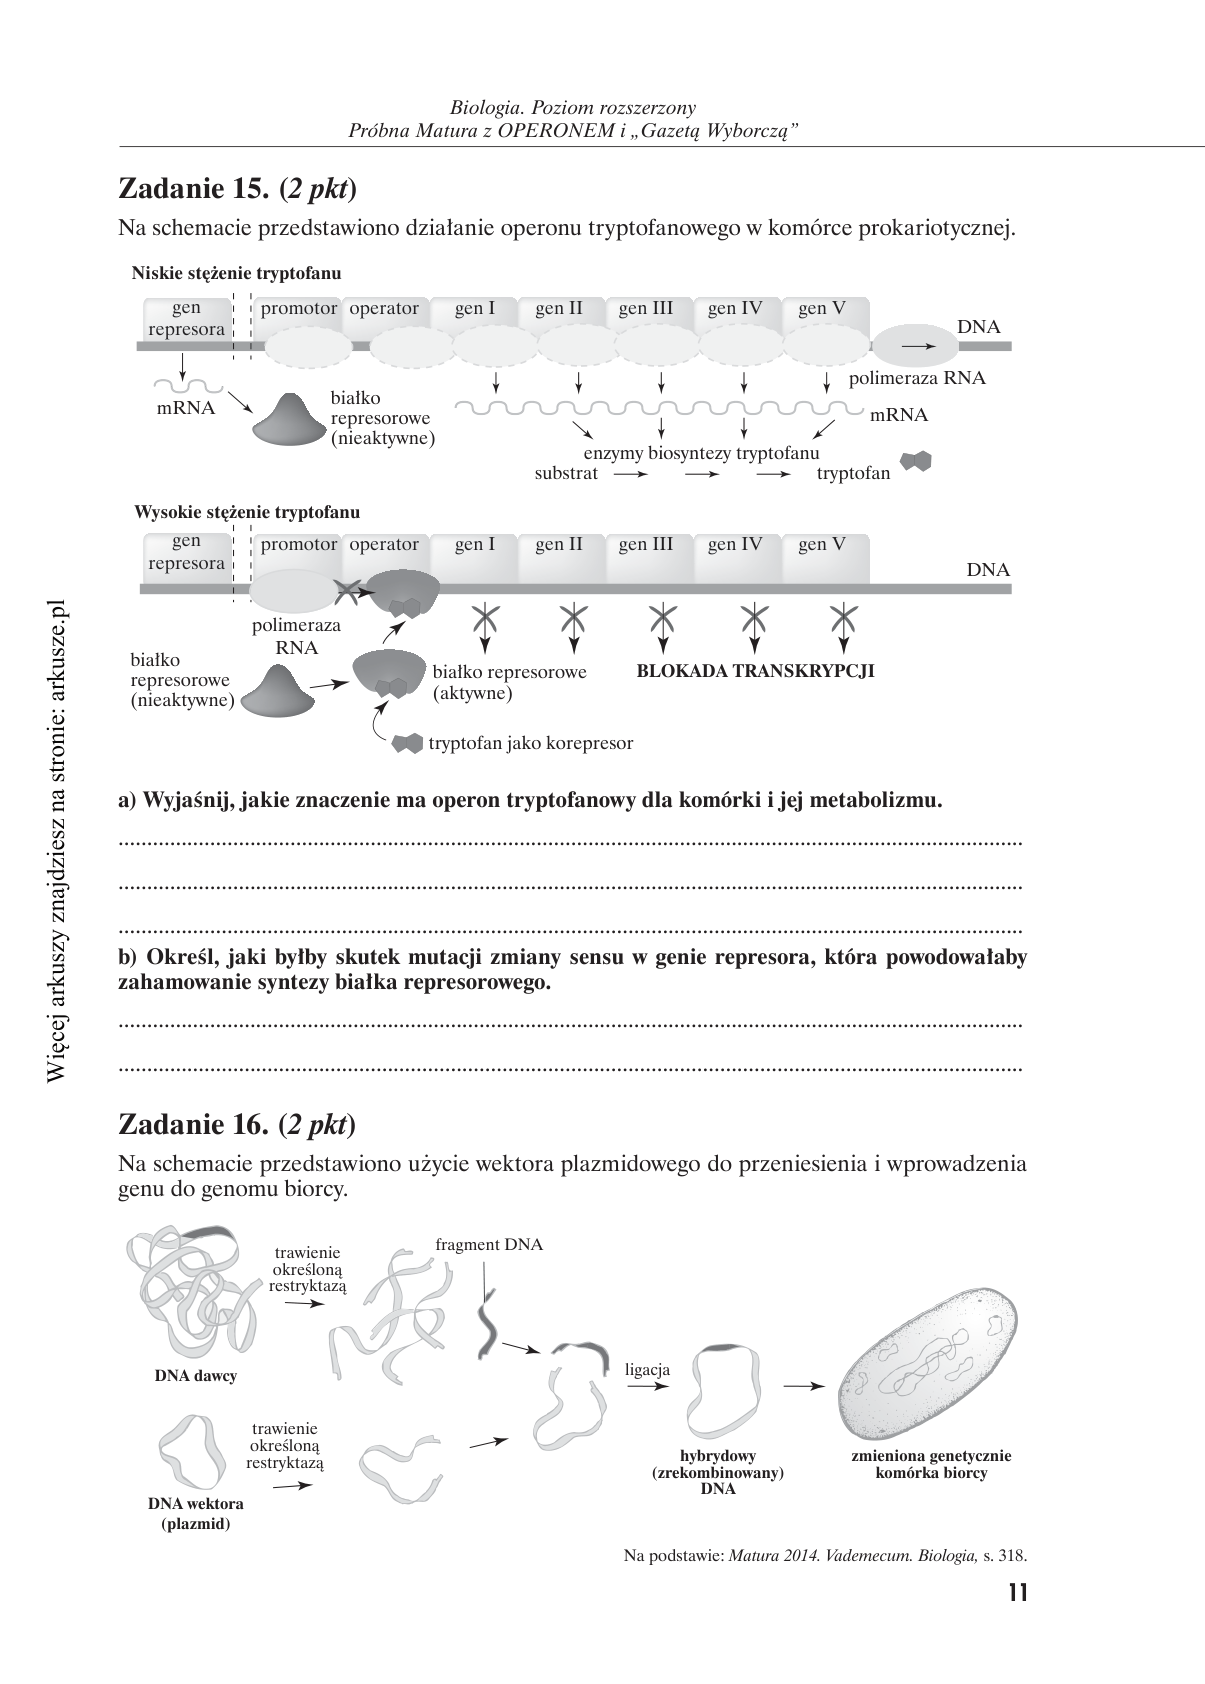 Biologia. Poziom rozszerzony
Próbna Matura z OPERONEM i „Gazetą Wyborczą”
Zadanie 15. (2 pkt)
Na schemacie przedstawiono działanie operonu tryptofanowego w komórce prokariotycznej.
Niskie stężenie tryptofanu
gen
represora
promotor
operator
gen I
gen II
gen III
gen IV
gen V
DNA
polimeraza RNA
mRNA
białko
represorowe
(nieaktywne)
mRNA
enzymy biosyntezy tryptofanu
substrat
tryptofan
Wysokie stężenie tryptofanu
gen
represora
promotor
operator
gen I
gen II
gen III
gen IV
gen V
DNA
polimeraza
RNA
białko
represorowe
(nieaktywne)
białko represorowe
(aktywne)
BLOKADA TRANSKRYPCJI
tryptofan jako korepresor
a) Wyjaśnij, jakie znaczenie ma operon tryptofanowy dla komórki i jej metabolizmu.
b) Określ, jaki byłby skutek mutacji zmiany sensu w genie represora, która powodowałaby
zahamowanie syntezy białka represorowego.
Zadanie 16. (2 pkt)
Na schemacie przedstawiono użycie wektora plazmidowego do przeniesienia i wprowadzenia
genu do genomu biorcy.
trawienie
określoną
restryktazą
fragment DNA
DNA dawcy
ligacja
trawienie
określoną
restryktazą
DNA wektora
(plazmid)
hybrydowy
(zrekombinowany)
DNA
zmieniona genetycznie
komórka biorcy
Na podstawie: Matura 2014. Vademecum. Biologia, s. 318.
11
Więcej arkuszy znajdziesz na stronie: arkusze.pl